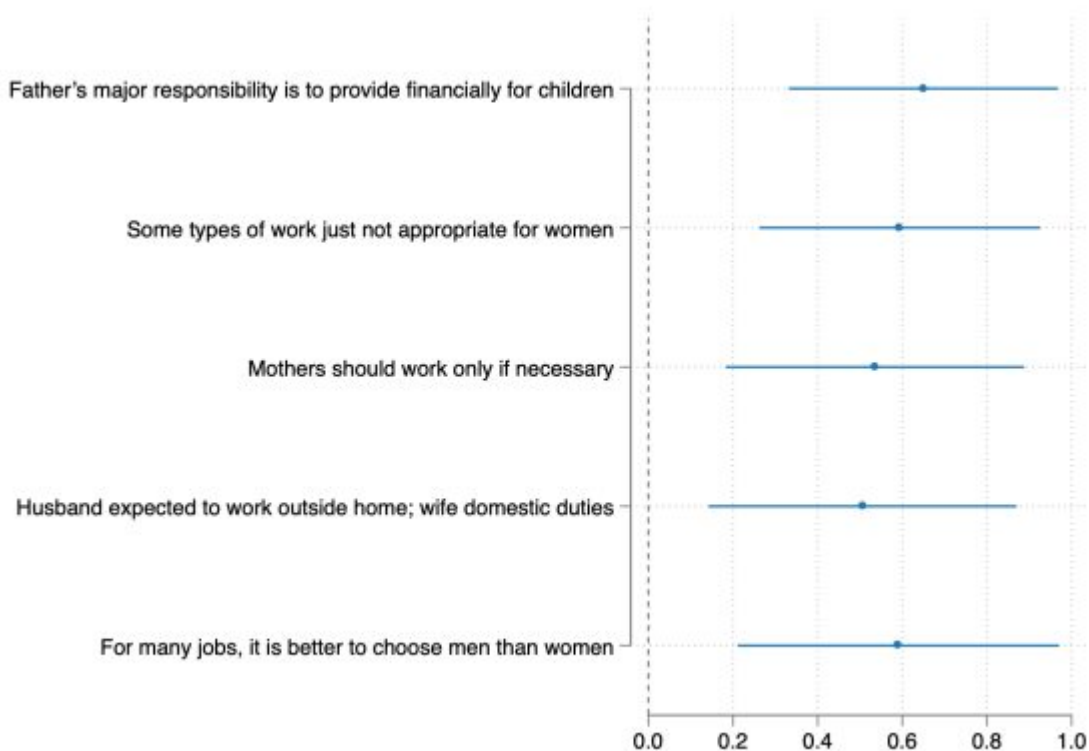 Father’s major responsibility is to provide financially for children
Some types of work just not appropriate for women
Mothers should work only if necessary
Husband expected to work outside home; wife domestic duties
For many jobs, it is better to choose men than women
0.0 0.2 0.4 0.6 0.8 1.0